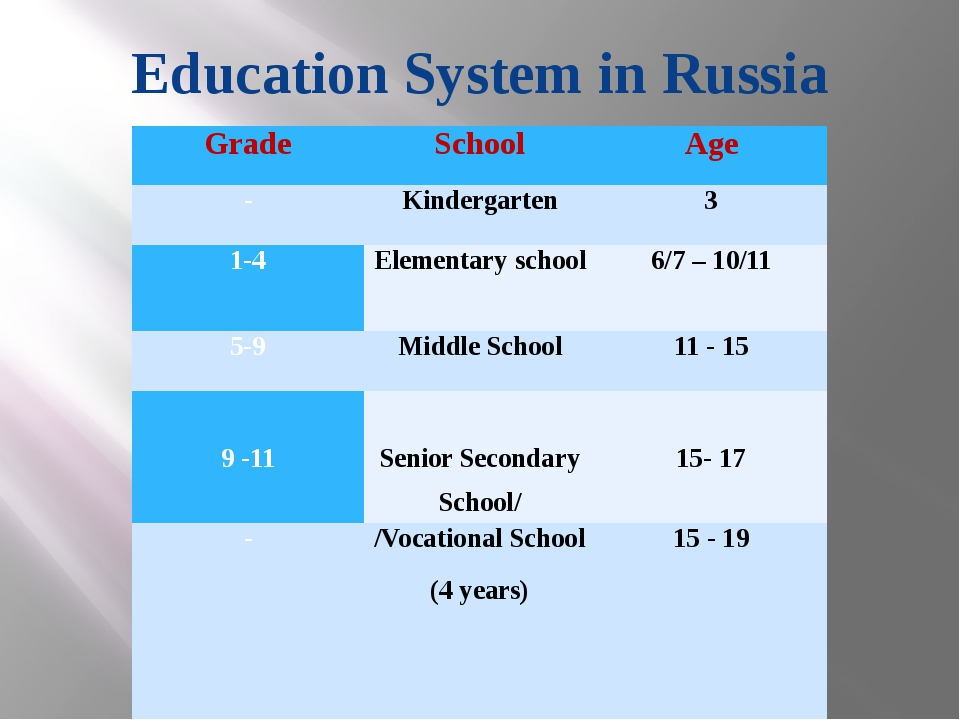 Education System in Russia
Grade School Age
- Kindergarten 3
1-4 Elementary school 6/7 – 10/11
5-9 Middle School 11 - 15
9 -11 Senior Secondary 15- 17
School/
- /Vocational School 15 - 19
(4 years)